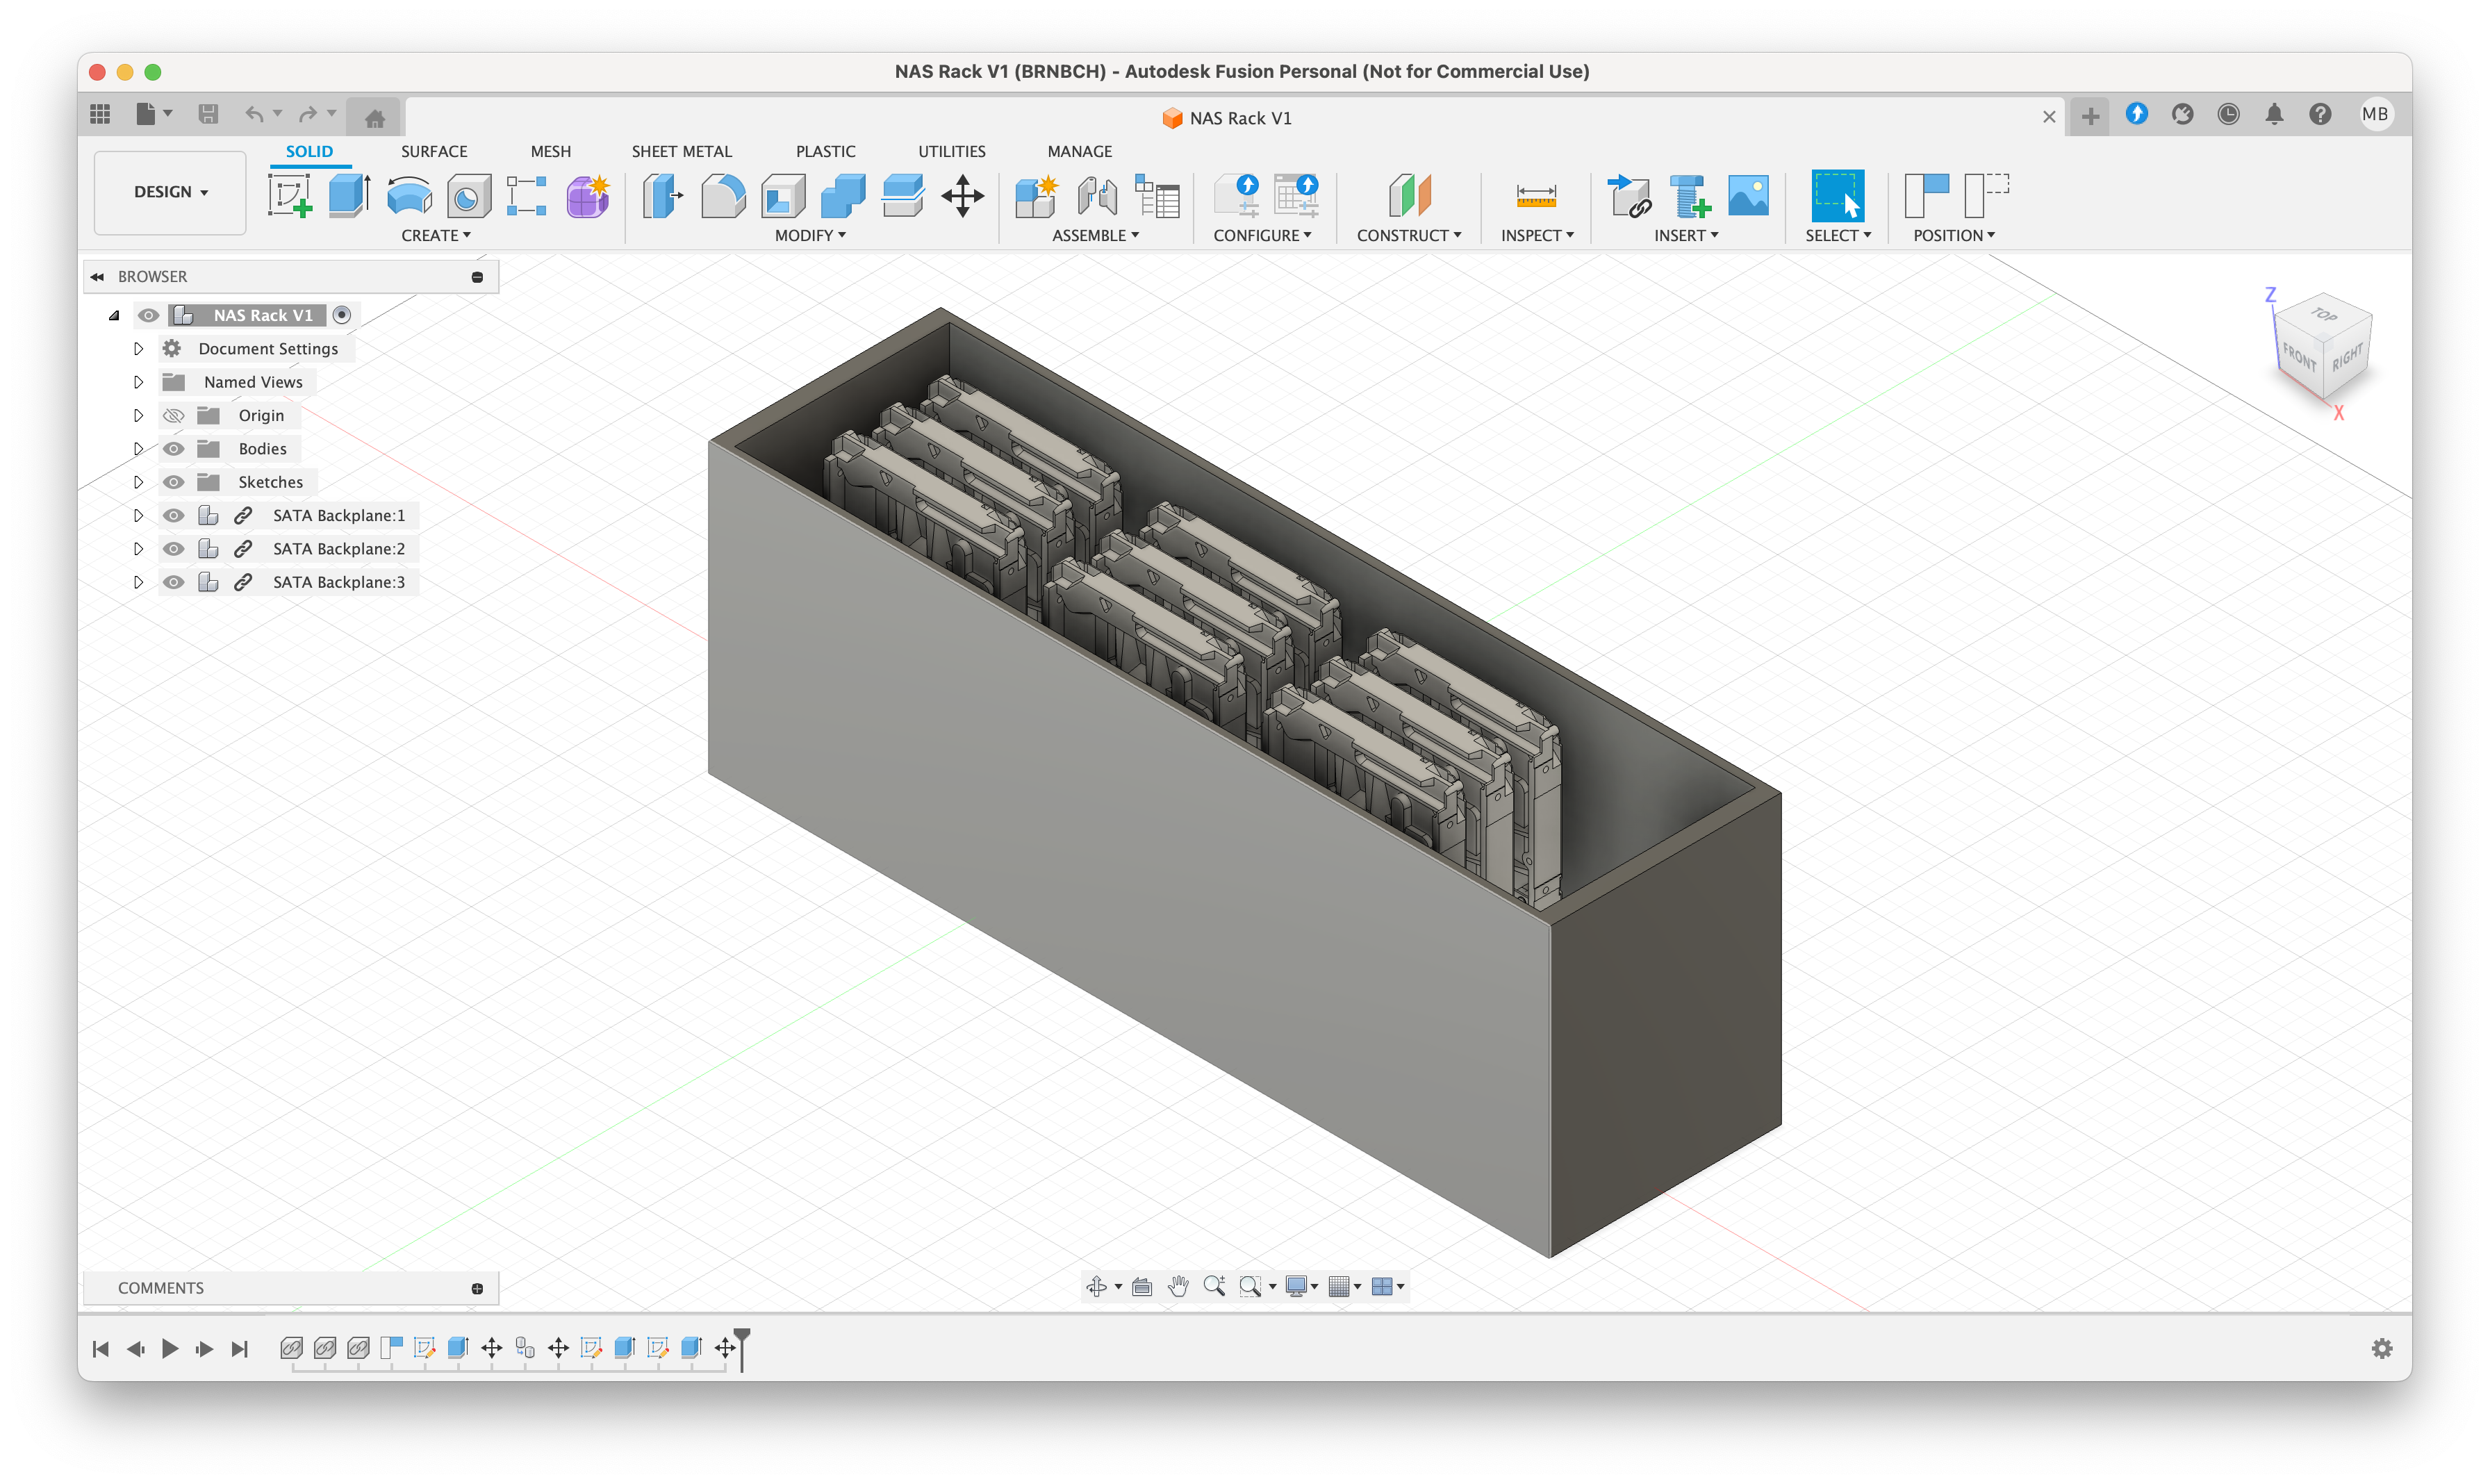 NAS Rack V1 (BRNBCH) - Autodesk Fusion Personal (Not for Commercial Use)
NAS Rack V1
MB
SOLID SURFACE MESH SHEET METAL PLASTIC UTILITIES MANAGE
DESIGN
CREATE MODIFY ASSEMBLE CONFIGURE CONSTRUCT INSPECT INSERT SELECT POSITION
BROWSER
NAS Rack V1
Document Settings
Named Views
Origin
Bodies
Sketches
SATA Backplane:1
SATA Backplane:2
SATA Backplane:3
Z
TOP
FRONT
RIGHT
X
COMMENTS